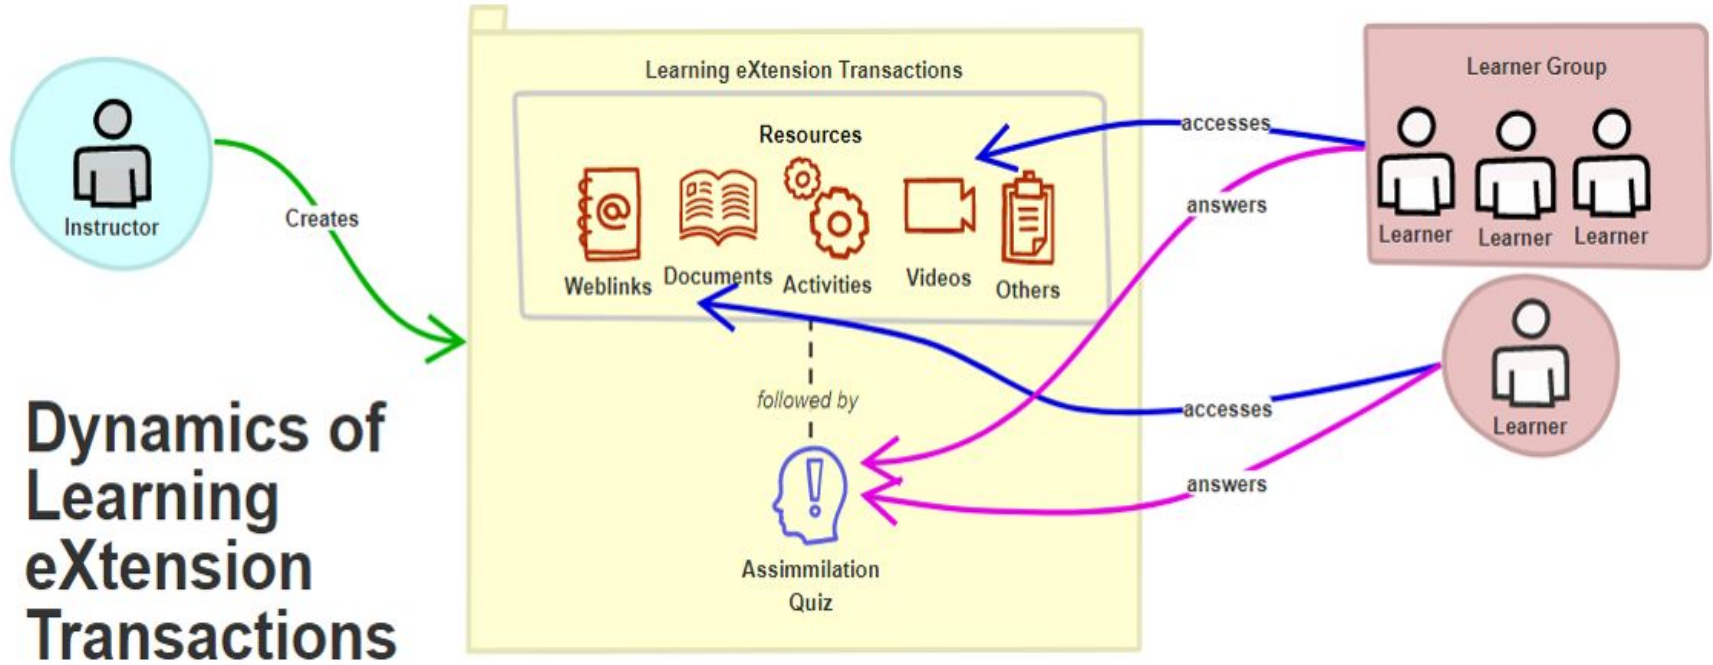 Learning eXtension Transactions
Learner Group
Resources
accesses
Instructor
Creates
answers
Learner
Learner
Learner
Weblinks
Documents
Activities
Videos
Others
followed by
accesses
Learner
answers
Assimmilation
Quiz
Dynamics of
Learning
eXtension
Transactions